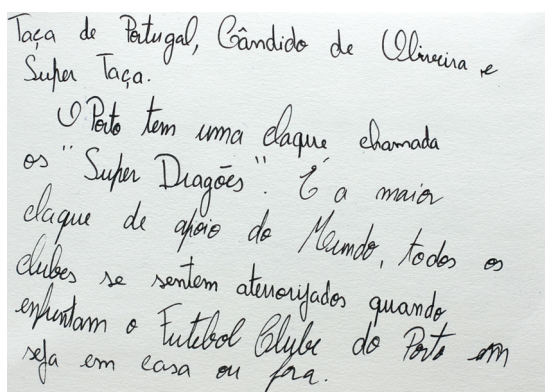 Taça de Portugal, Cândido de Oliveira, e
Super Taça.
O Porto tem uma claque chamada
os "Super Dragões". É a maior
claque de apoio do Mundo, todos os
clubes se sentem aterrorizados quando
enfrentam o Futebol Clube do Porto em
seja em casa ou fora.